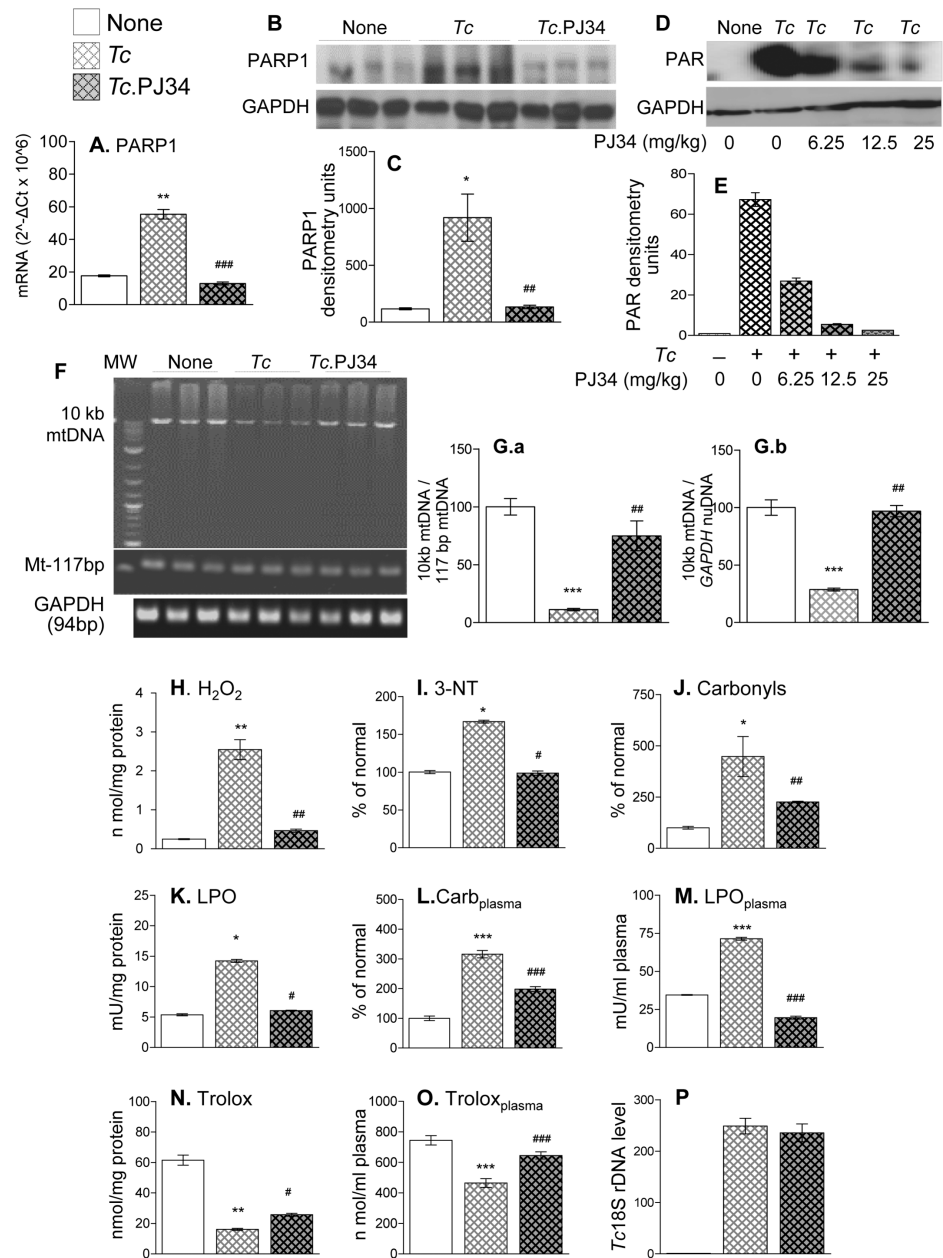 None
Tc
Tc.PJ34
B
None Tc Tc.PJ34
PARP1
GAPDH
D
None Tc Tc Tc Tc
PAR
GAPDH
PJ34 (mg/kg) 0 0 6.25 12.5 25
A. PARP1
mRNA (2^-ΔCt x 10^6)
100
80
60
40
20
0
**
###
C
PARP1
densitometry units
1500
1000
500
0
*
##
E
PAR densitometry
units
80
60
40
20
0
Tc – + + + +
PJ34 (mg/kg) 0 0 6.25 12.5 25
F
MW None Tc Tc.PJ34
10 kb
mtDNA
Mt-117bp
GAPDH
(94bp)
G.a
10kb mtDNA /
117 bp mtDNA
150
100
50
0
***
##
G.b
10kb mtDNA /
GAPDH nuDNA
150
100
50
0
***
##
H. H₂O₂
n mol/mg protein
4
3
2
1
0
**
##
I. 3-NT
% of normal
200
150
100
50
0
*
#
J. Carbonyls
% of normal
750
500
250
0
*
##
K. LPO
mU/mg protein
25
20
15
10
5
0
*
#
L.Carbplasma
% of normal
500
400
300
200
100
0
***
###
M. LPOplasma
mU/ml plasma
100
75
50
25
0
***
###
N. Trolox
nmol/mg protein
100
80
60
40
20
0
**
#
O. Troloxplasma
n mol/ml plasma
1000
800
600
400
200
0
***
###
P
Tc18S rDNA level
300
200
100
0